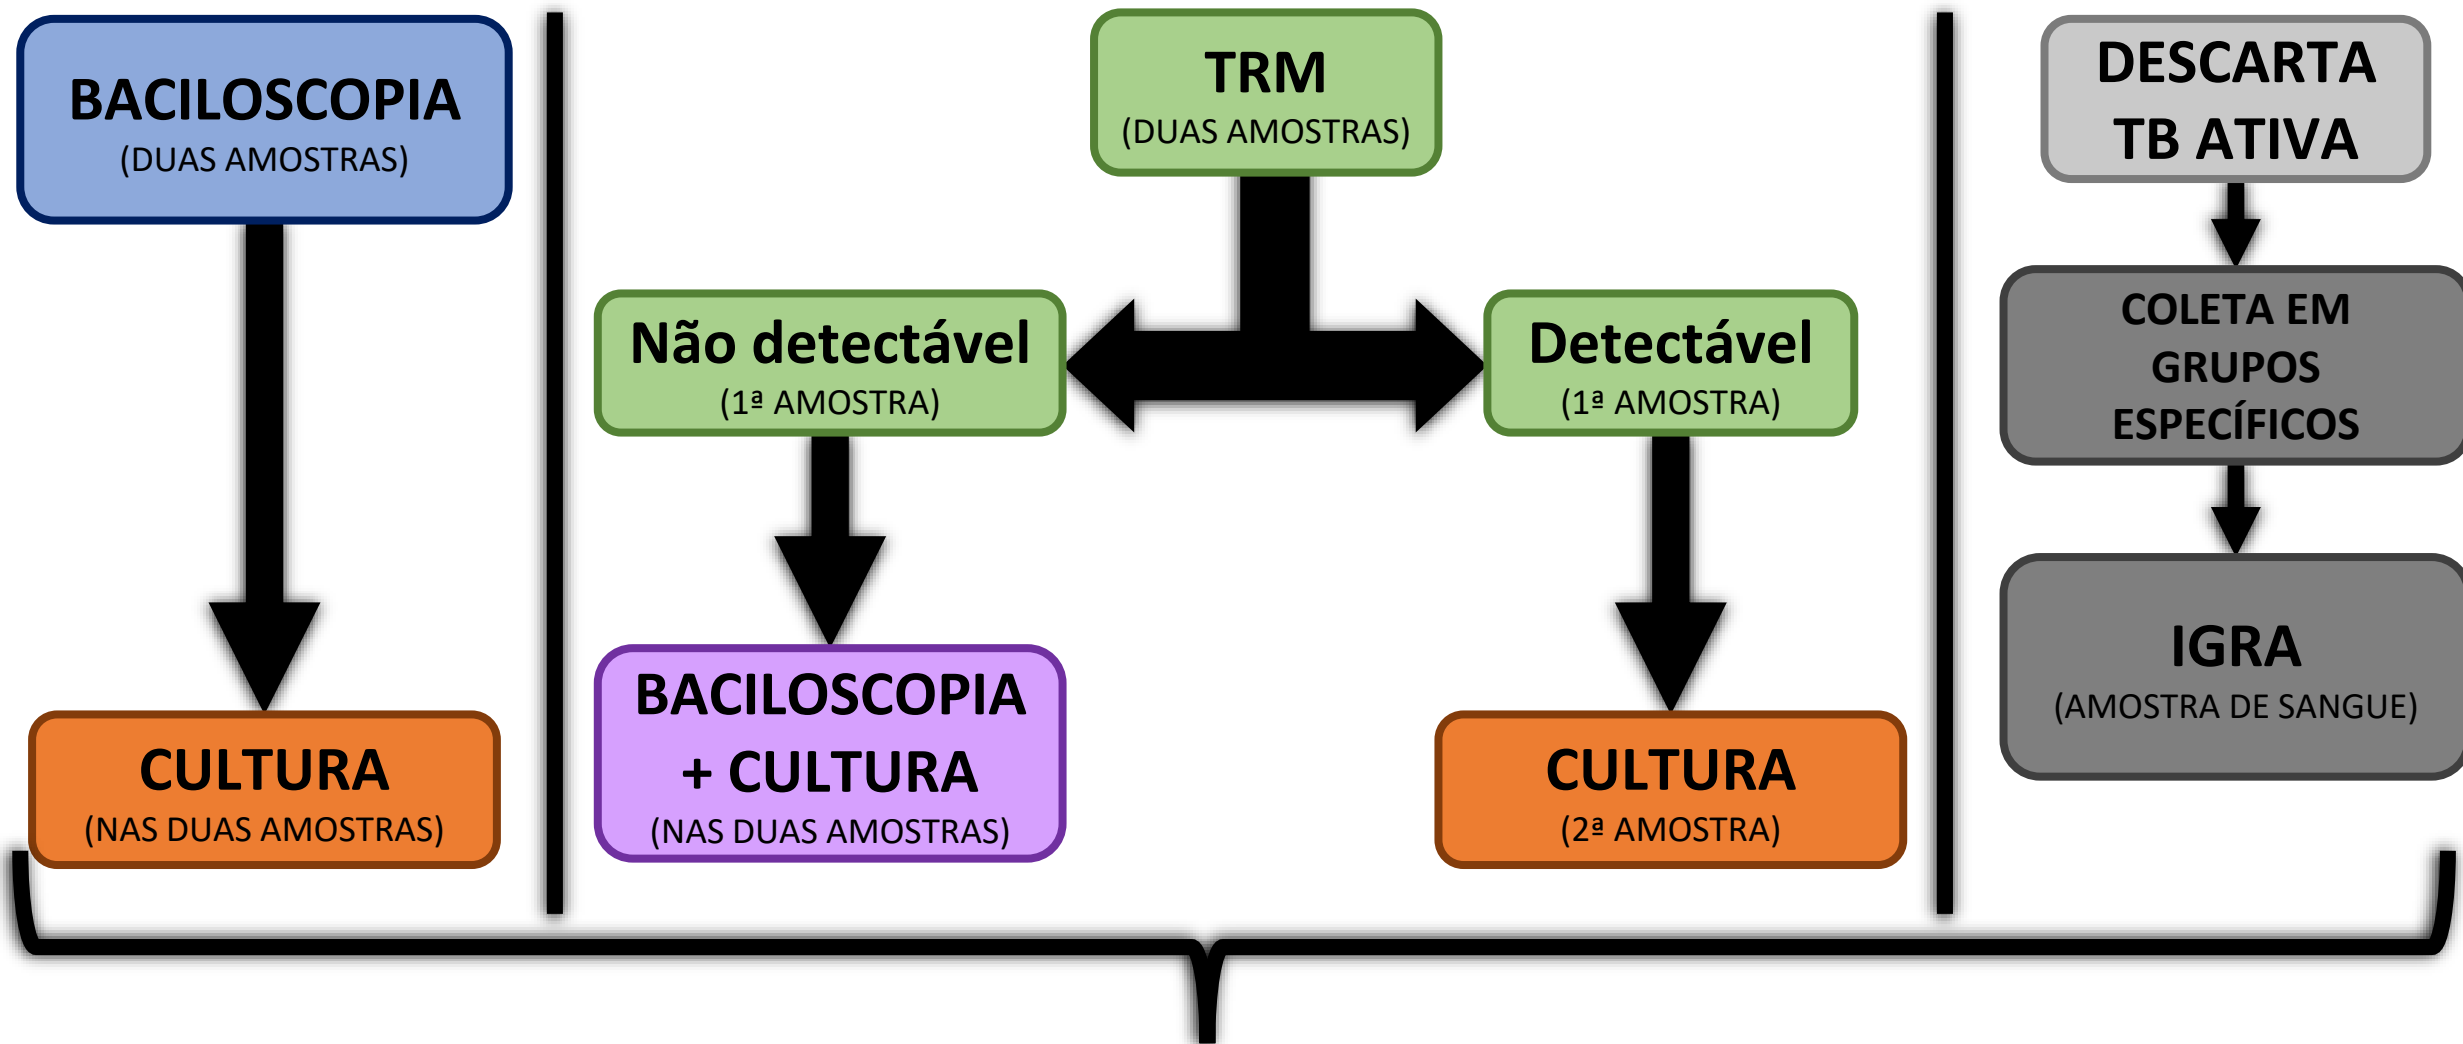 BACILOSCOPIA
(DUAS AMOSTRAS)
CULTURA
(NAS DUAS AMOSTRAS)
TRM
(DUAS AMOSTRAS)
Não detectável
(1ª AMOSTRA)
Detectável
(1ª AMOSTRA)
BACILOSCOPIA
+ CULTURA
(NAS DUAS AMOSTRAS)
CULTURA
(2ª AMOSTRA)
DESCARTA
TB ATIVA
COLETA EM
GRUPOS
ESPECÍFICOS
IGRA
(AMOSTRA DE SANGUE)